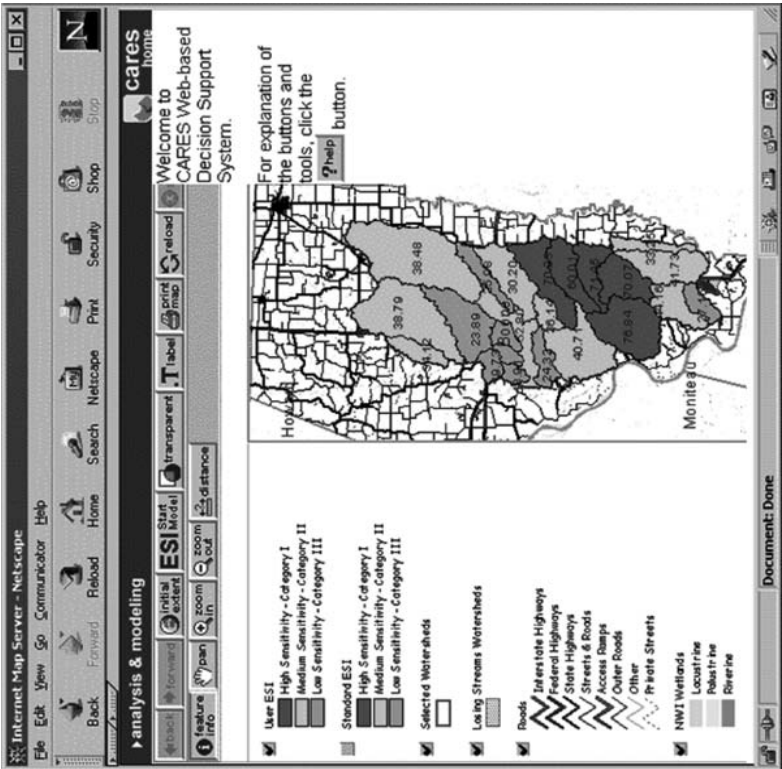 Internet Map Server - Netscape
File Edit View Go Communicator Help
Back Forward Reload Home Search Netscape Print Security Shop Stop
analysis & modeling
cares
home
back forward initial extent ESI Start Model transparent T label print map reload
feature info pan zoom in zoom out distance
User ESI
High Sensitivity - Category I
Medium Sensitivity - Category II
Low Sensitivity - Category III
Standard ESI
High Sensitivity - Category I
Medium Sensitivity - Category II
Low Sensitivity - Category III
Selected Watersheds
Losing Streams Watersheds
Roads
Interstate Highways
Federal Highways
State Highways
Streets & Roads
Access Ramps
Outer Roads
Other
Private Streets
NWI Wetlands
Lacustrine
Palustrine
Riverine
38.79
38.48
23.89
30.20
40.71
76.84
Moniteau
Welcome to
CARES Web-based
Decision Support
System.
For explanation of
the buttons and
tools, click the
? help button.
Document: Done